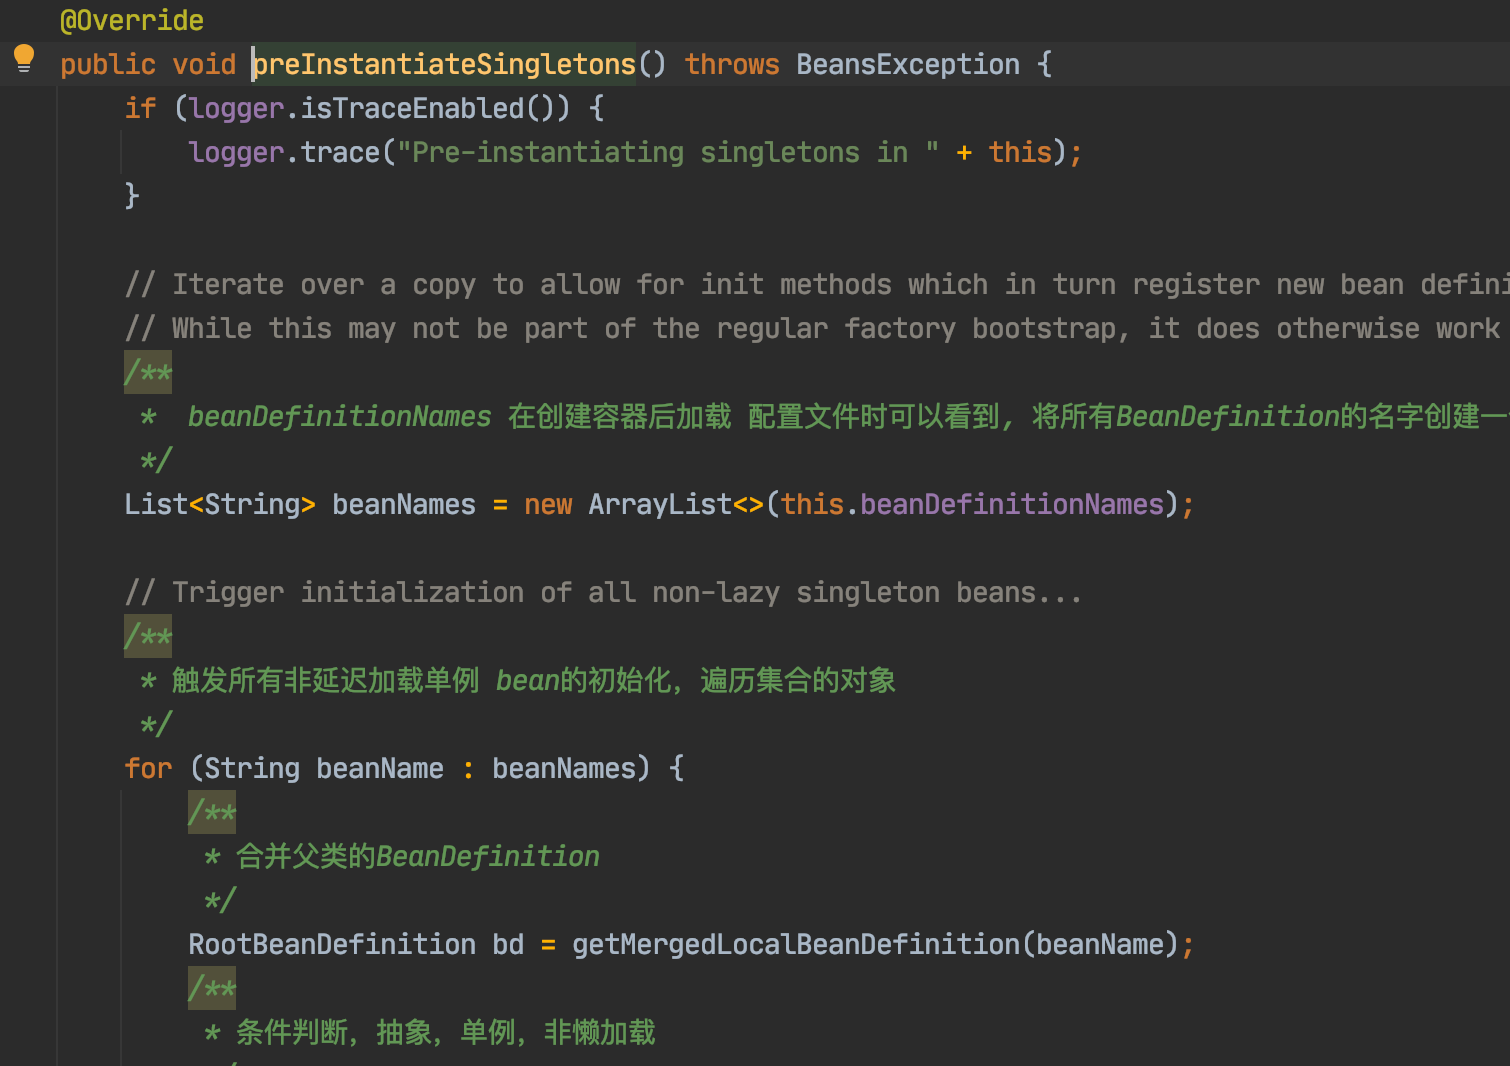 @Override
public void preInstantiateSingletons() throws BeansException {
if (logger.isTraceEnabled()) {
logger.trace("Pre-instantiating singletons in " + this);
}
// Iterate over a copy to allow for init methods which in turn register new bean defini
// While this may not be part of the regular factory bootstrap, it does otherwise work
/**
* beanDefinitionNames 在创建容器后加载 配置文件时可以看到, 将所有BeanDefinition的名字创建一
*/
List<String> beanNames = new ArrayList<>(this.beanDefinitionNames);
// Trigger initialization of all non-lazy singleton beans...
/**
* 触发所有非延迟加载单例 bean的初始化, 遍历集合的对象
*/
for (String beanName : beanNames) {
/**
* 合并父类的BeanDefinition
*/
RootBeanDefinition bd = getMergedLocalBeanDefinition(beanName);
/**
* 条件判断, 抽象, 单例, 非懒加载